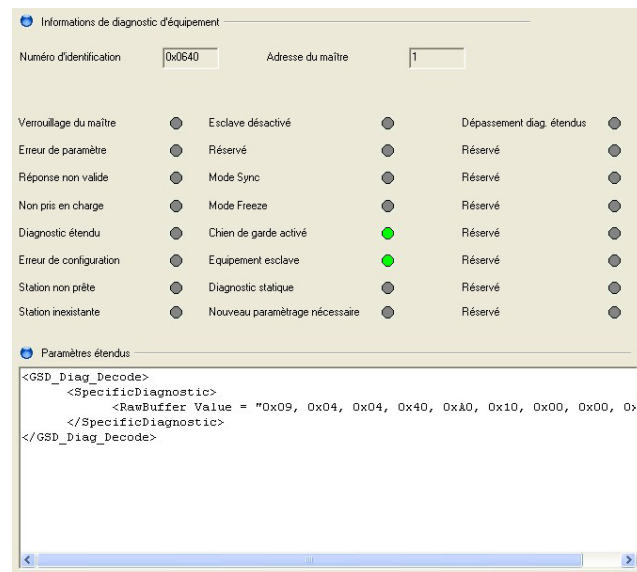 Informations de diagnostic d'équipement
Numéro d'identification 0x0640 Adresse du maître 1
Verrouillage du maître Esclave désactivé Dépassement diag. étendus
Erreur de paramètre Réservé Réservé
Réponse non valide Mode Sync Réservé
Non pris en charge Mode Freeze Réservé
Diagnostic étendu Chien de garde activé Réservé
Erreur de configuration Equipement esclave Réservé
Station non prête Diagnostic statique Réservé
Station inexistante Nouveau paramètrage nécessaire Réservé
Paramètres étendus
<GSD_Diag_Decode>
<SpecificDiagnostic>
<RawBuffer Value = "0x09, 0x04, 0x04, 0x40, 0xA0, 0x10, 0x00, 0x00, 0x
</SpecificDiagnostic>
</GSD_Diag_Decode>